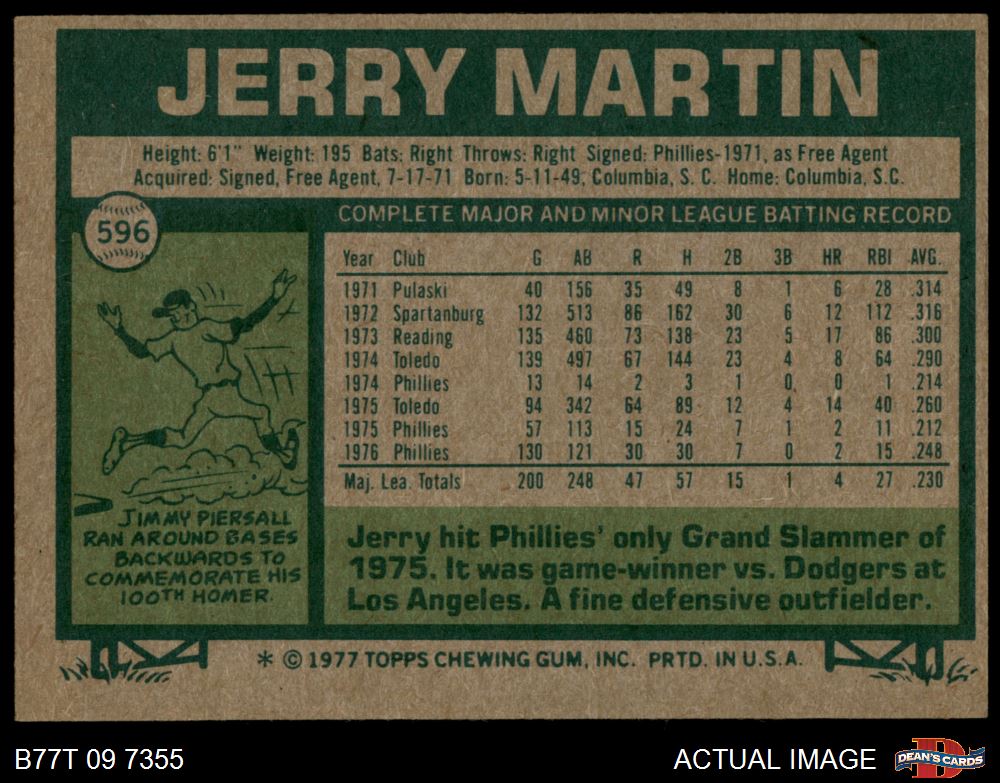 JERRY MARTIN
Height: 6'1" Weight: 195 Bats: Right Throws: Right Signed: Phillies-1971, as Free Agent
Acquired: Signed, Free Agent, 7-17-71 Born: 5-11-49, Columbia, S. C. Home: Columbia, S.C.
596
COMPLETE MAJOR AND MINOR LEAGUE BATTING RECORD
Year Club G AB R H 2B 3B HR RBI AVG.
1971 Pulaski 40 156 35 49 8 1 6 28 .314
1972 Spartanburg 132 513 86 162 30 6 12 112 .316
1973 Reading 135 460 73 138 23 5 17 86 .300
1974 Toledo 139 497 67 144 23 4 8 64 .290
1974 Phillies 13 14 2 3 1 0 0 1 .214
1975 Toledo 94 342 64 89 12 4 14 40 .260
1975 Phillies 57 113 15 24 7 1 2 11 .212
1976 Phillies 130 121 30 30 7 0 2 15 .248
Maj. Lea. Totals 200 248 47 57 15 1 4 27 .230
JIMMY PIERSALL
RAN AROUND BASES
BACKWARDS TO
COMMEMORATE HIS
100TH HOMER.
Jerry hit Phillies' only Grand Slammer of
1975. It was game-winner vs. Dodgers at
Los Angeles. A fine defensive outfielder.
* © 1977 TOPPS CHEWING GUM, INC. PRTD. IN U.S.A.
B77T 09 7355
ACTUAL IMAGE
DEAN'S CARDS